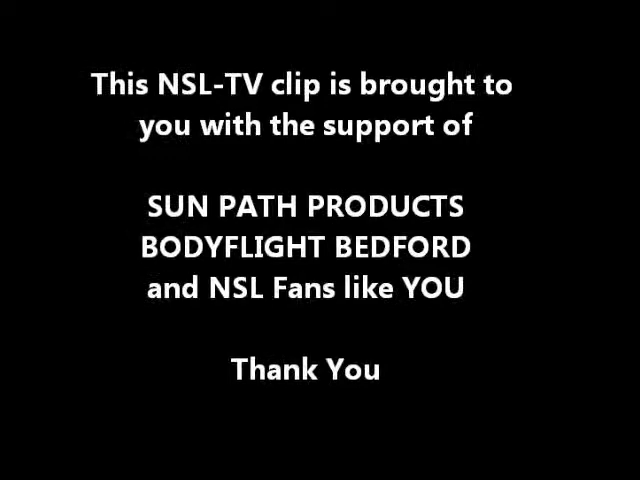 This NSL-TV clip is brought to
you with the support of
SUN PATH PRODUCTS
BODYFLIGHT BEDFORD
and NSL Fans like YOU
Thank You